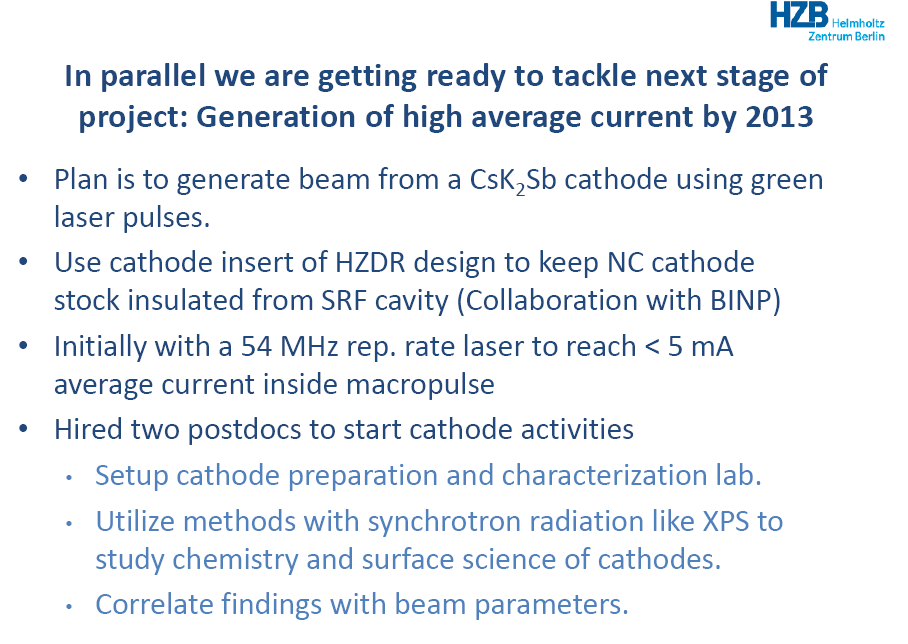 HZB Helmholtz
Zentrum Berlin
In parallel we are getting ready to tackle next stage of
project: Generation of high average current by 2013
• Plan is to generate beam from a CsK₂Sb cathode using green
laser pulses.
• Use cathode insert of HZDR design to keep NC cathode
stock insulated from SRF cavity (Collaboration with BINP)
• Initially with a 54 MHz rep. rate laser to reach < 5 mA
average current inside macropulse
• Hired two postdocs to start cathode activities
• Setup cathode preparation and characterization lab.
• Utilize methods with synchrotron radiation like XPS to
study chemistry and surface science of cathodes.
• Correlate findings with beam parameters.